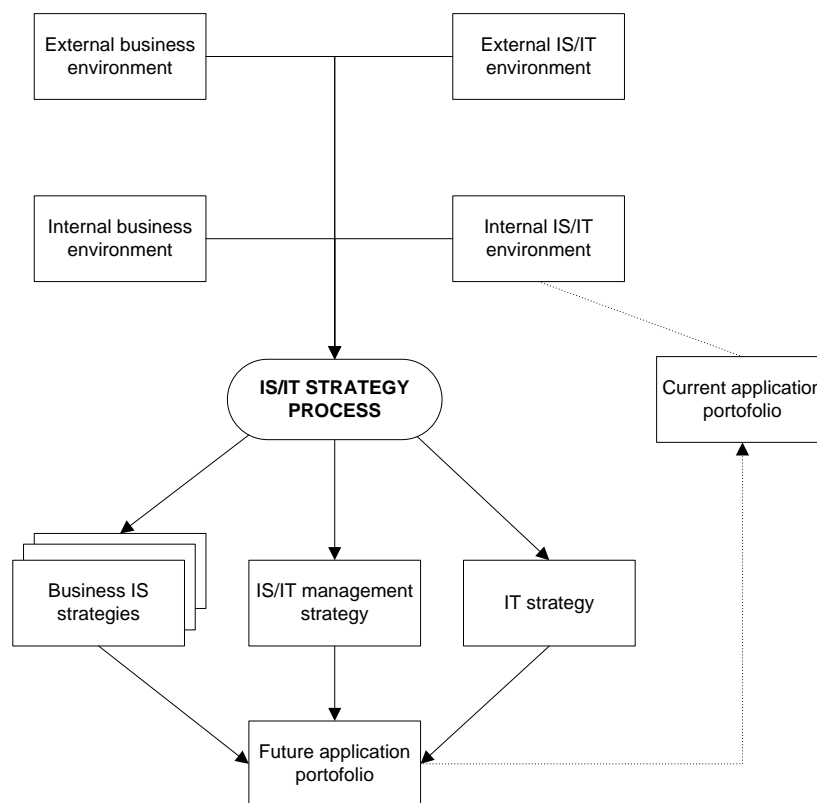 External business
environment
External IS/IT
environment
Internal business
environment
Internal IS/IT
environment
IS/IT STRATEGY
PROCESS
Current application
portofolio
Business IS
strategies
IS/IT management
strategy
IT strategy
Future application
portofolio